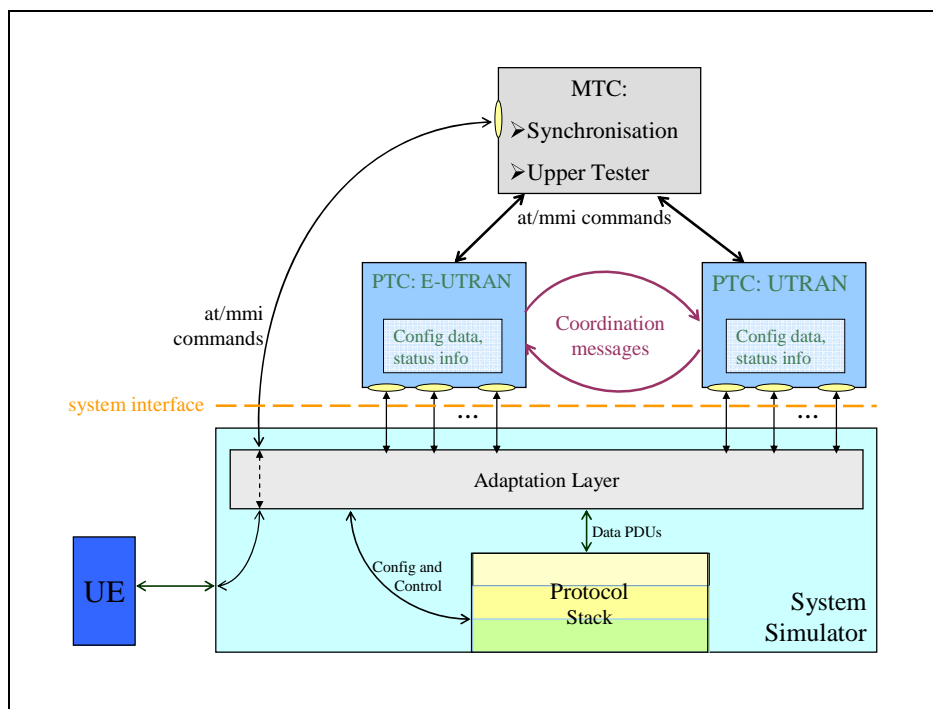 MTC:
➢Synchronisation
➢Upper Tester
at/mmi commands
PTC: E-UTRAN
PTC: UTRAN
Config data,
status info
Coordination
messages
Config data,
status info
at/mmi
commands
system interface
...
...
Adaptation Layer
Data PDUs
Config and
Control
UE
Protocol
Stack
System
Simulator